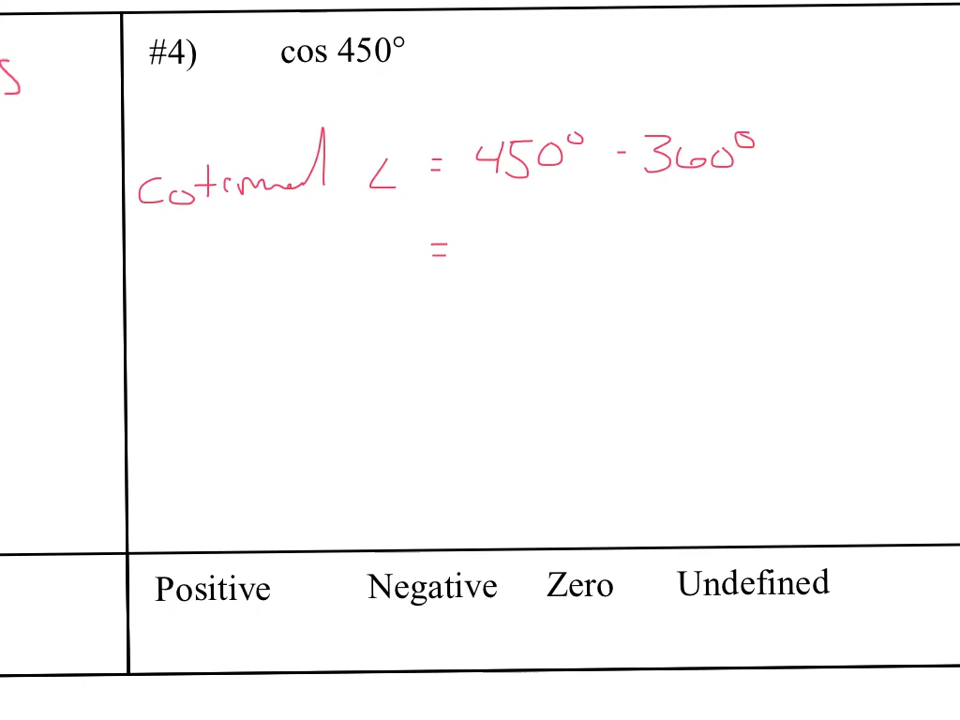 s
#4) cos 450°
coterminal ∠ = 450° - 360°
=
Positive Negative Zero Undefined